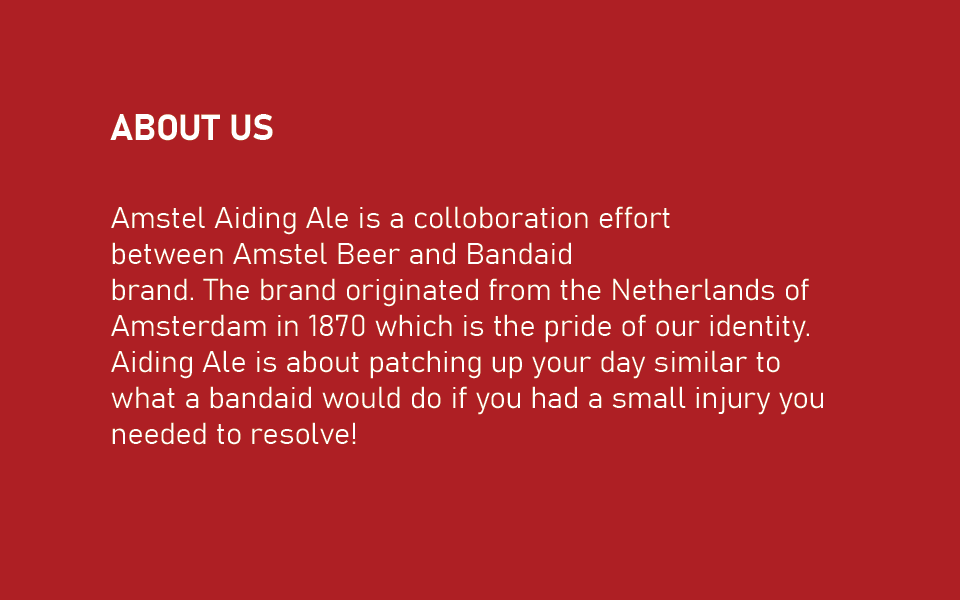 ABOUT US
Amstel Aiding Ale is a colloboration effort
between Amstel Beer and Bandaid
brand. The brand originated from the Netherlands of
Amsterdam in 1870 which is the pride of our identity.
Aiding Ale is about patching up your day similar to
what a bandaid would do if you had a small injury you
needed to resolve!